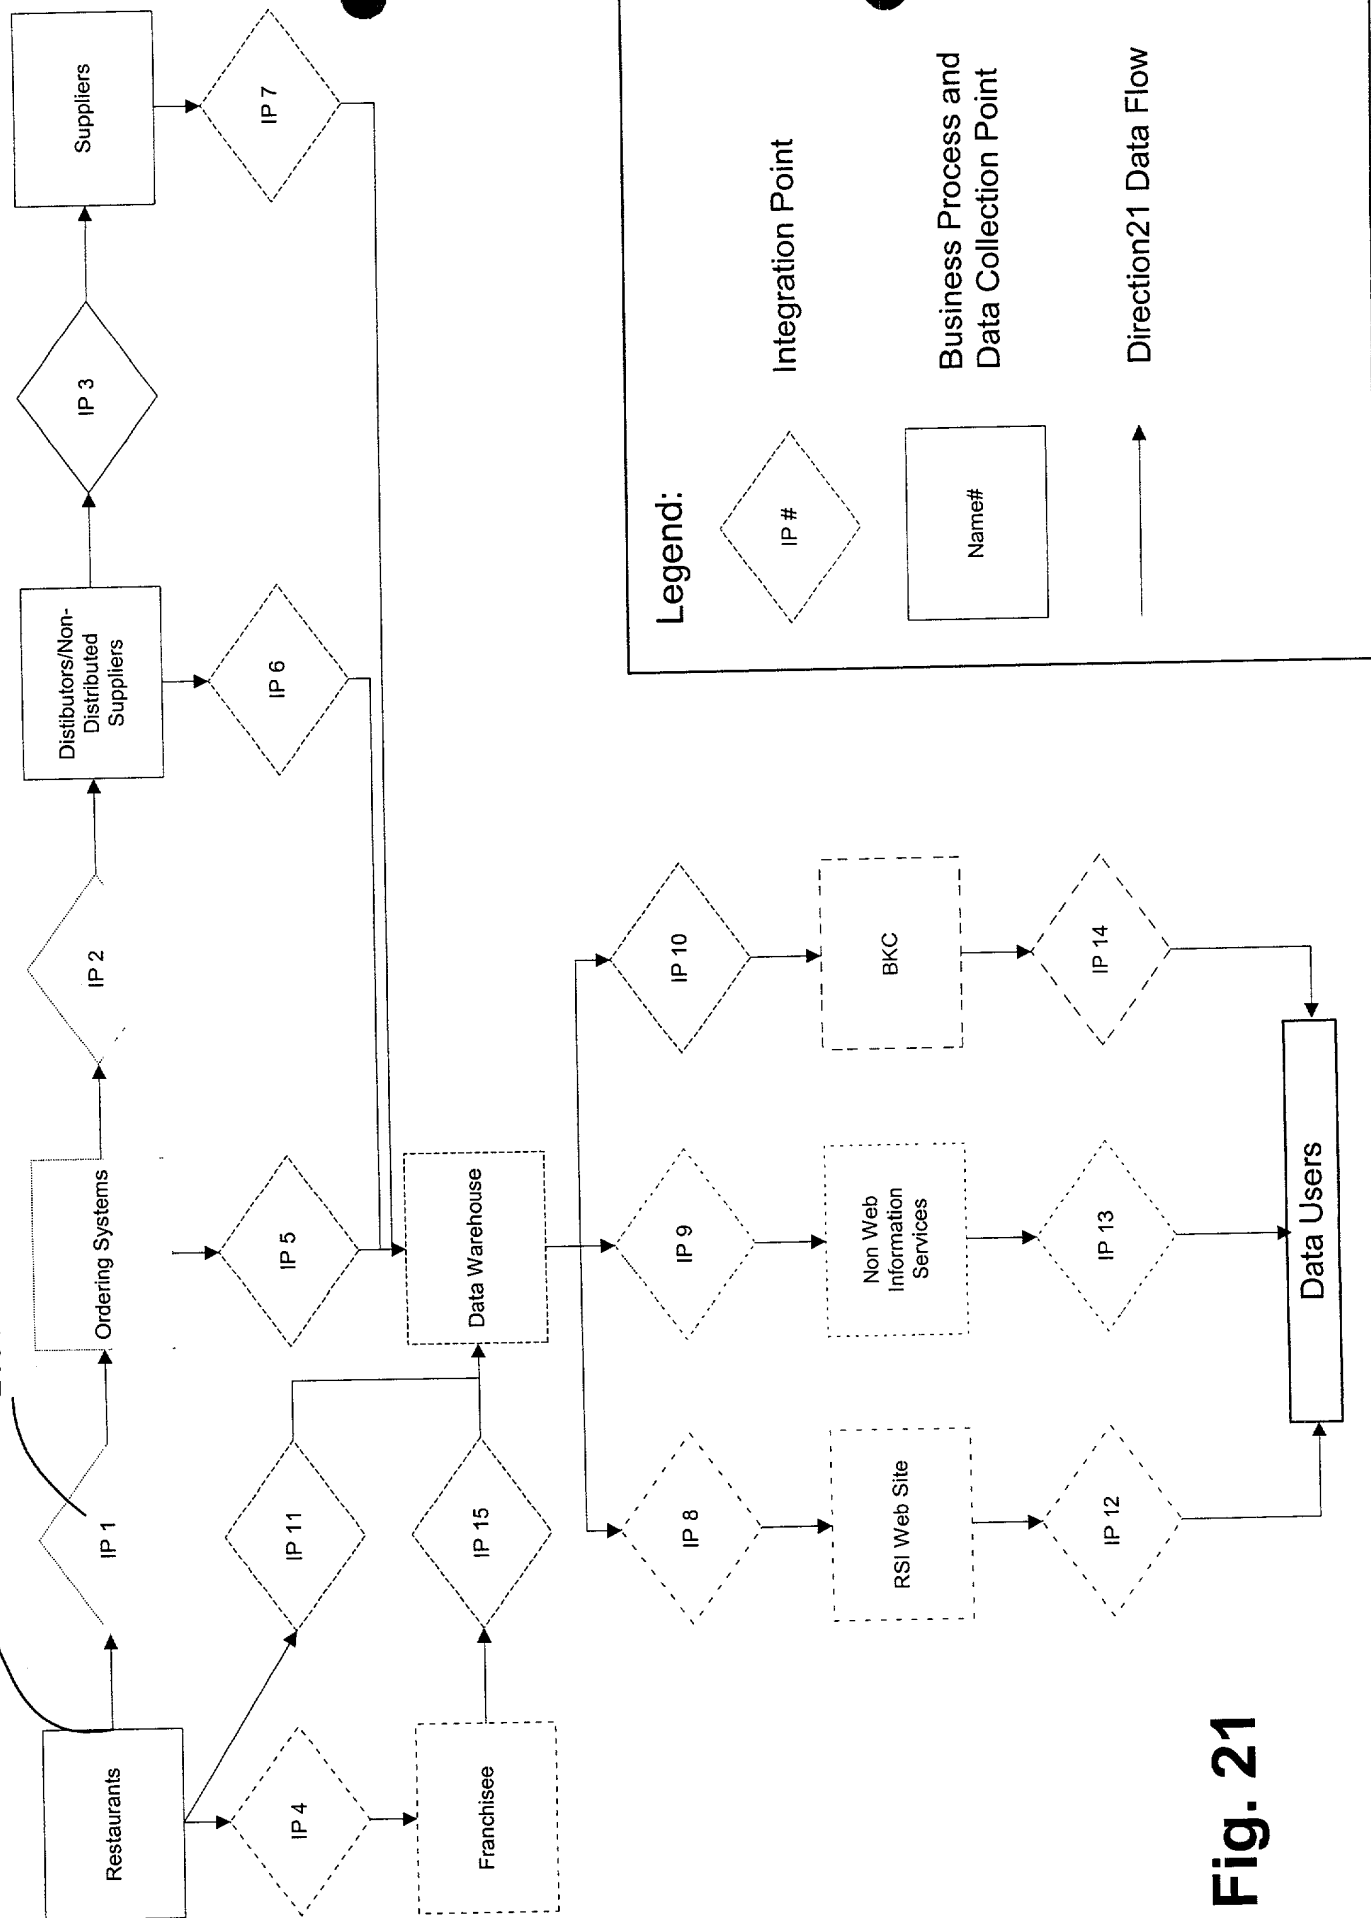 Restaurants
IP 1
Ordering Systems
IP 2
Distibutors/Non-
Distributed
Suppliers
IP 3
Suppliers
IP 4
IP 11
IP 5
IP 6
IP 7
Franchisee
IP 15
Data Warehouse
IP 8
IP 9
IP 10
RSI Web Site
Non Web
Information
Services
BKC
IP 12
IP 13
IP 14
Data Users
Legend:
IP #
Integration Point
Name#
Business Process and
Data Collection Point
Direction21 Data Flow
Fig. 21